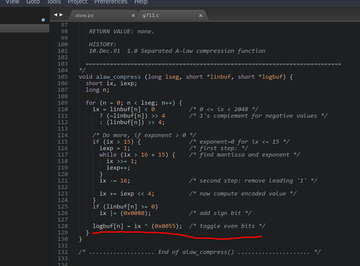 View Goto Tools Project Preferences Help
g711.c
97
98 RETURN VALUE: none.
99
100 HISTORY:
101 10.Dec.91 1.0 Separated A-law compression function
102
103 ==============================================================================
104 */
105 void alaw_compress (long lseg, short *linbuf, short *logbuf) {
106 short ix, iexp;
107 long n;
108
109 for (n = 0; n < lseg; n++) {
110 ix = linbuf[n] < 0 /* 0 <= ix < 2048 */
111 ? (~linbuf[n]) >> 4 /* 1's complement for negative values */
112 : (linbuf[n]) >> 4;
113
114 /* Do more, if exponent > 0 */
115 if (ix > 15) { /* exponent=0 for ix <= 15 */
116 iexp = 1; /* first step: */
117 while (ix > 16 + 15) { /* find mantissa and exponent */
118 ix >>= 1;
119 iexp++;
120 }
121 ix -= 16; /* second step: remove leading '1' */
122
123 ix += iexp << 4; /* now compute encoded value */
124 }
125 if (linbuf[n] >= 0)
126 ix |= (0x0080); /* add sign bit */
127
128 logbuf[n] = ix ^ (0x0055); /* toggle even bits */
129 }
130 }
131
132 /* .................. End of alaw_compress() .................... */